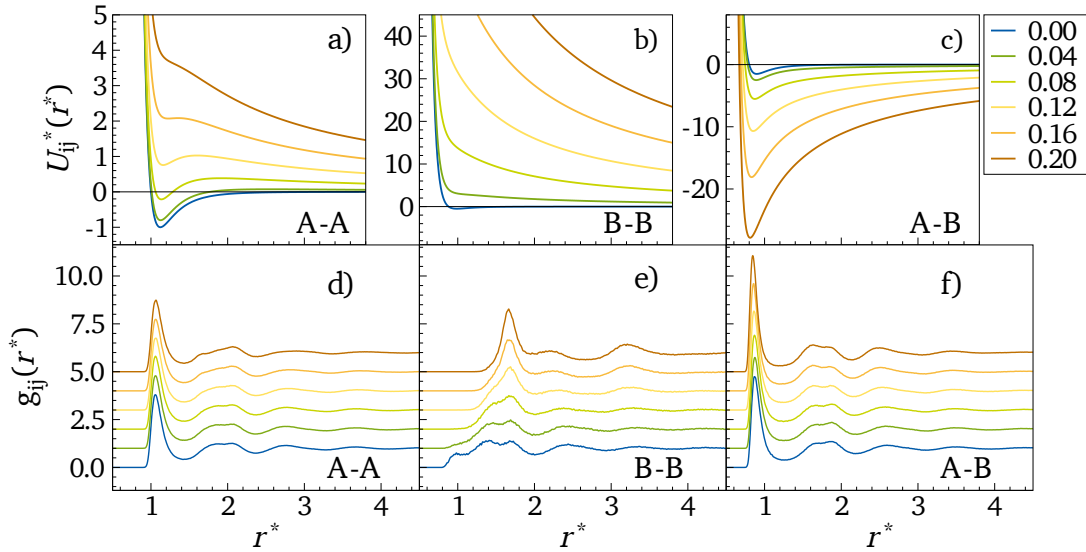 a)
b)
c)
5
4
3
2
1
0
-1
40
30
20
10
0
0
-10
-20
U_ij*(r*)
A-A
B-B
A-B
0.00
0.04
0.08
0.12
0.16
0.20
d)
e)
f)
10.0
7.5
5.0
2.5
0.0
g_ij(r*)
A-A
B-B
A-B
1 2 3 4
1 2 3 4
1 2 3 4
r*
r*
r*